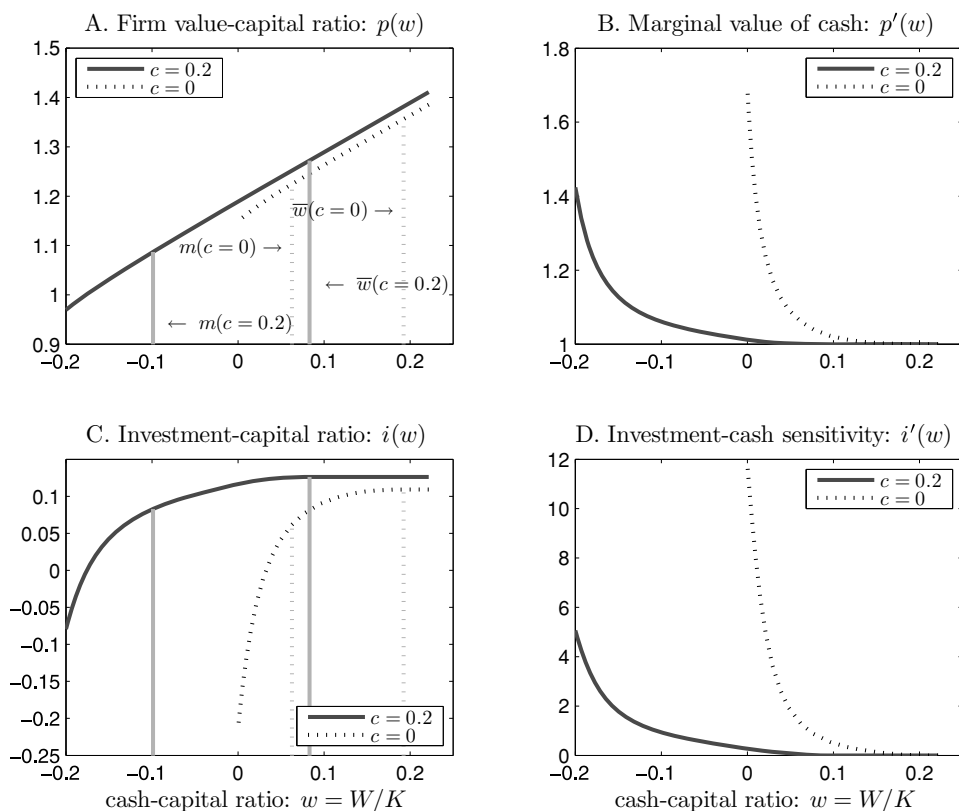 A. Firm value-capital ratio: p(w)
1.5
1.4
1.3
1.2
1.1
1
0.9
−0.2
−0.1
0
0.1
0.2
c = 0.2
c = 0
w̅(c = 0) →
m(c = 0) →
← w̅(c = 0.2)
← m(c = 0.2)
B. Marginal value of cash: p′(w)
1.8
1.6
1.4
1.2
1
−0.2
−0.1
0
0.1
0.2
c = 0.2
c = 0
C. Investment-capital ratio: i(w)
0.1
0.05
0
−0.05
−0.1
−0.15
−0.2
−0.25
−0.2
−0.1
0
0.1
0.2
c = 0.2
c = 0
cash-capital ratio: w = W/K
D. Investment-cash sensitivity: i′(w)
12
10
8
6
4
2
0
−0.2
−0.1
0
0.1
0.2
c = 0.2
c = 0
cash-capital ratio: w = W/K